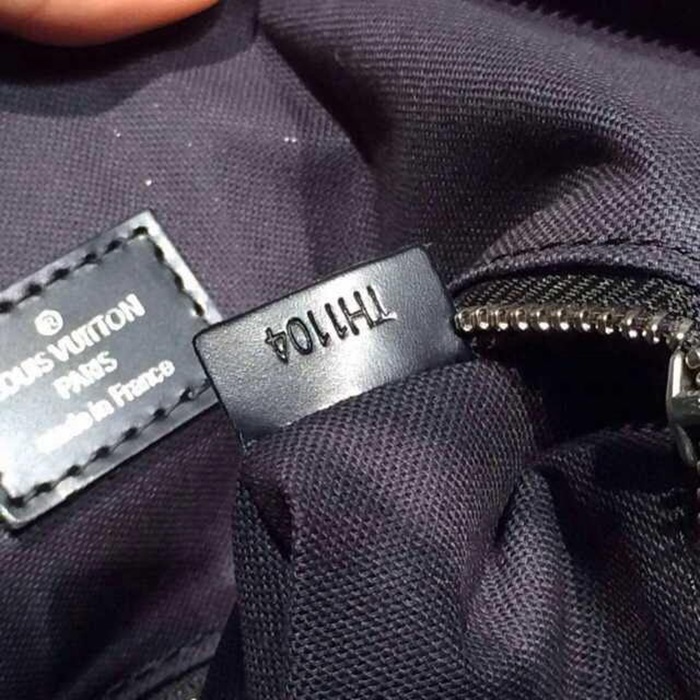 ®
LOUIS VUITTON
PARIS
made in France
TH1104